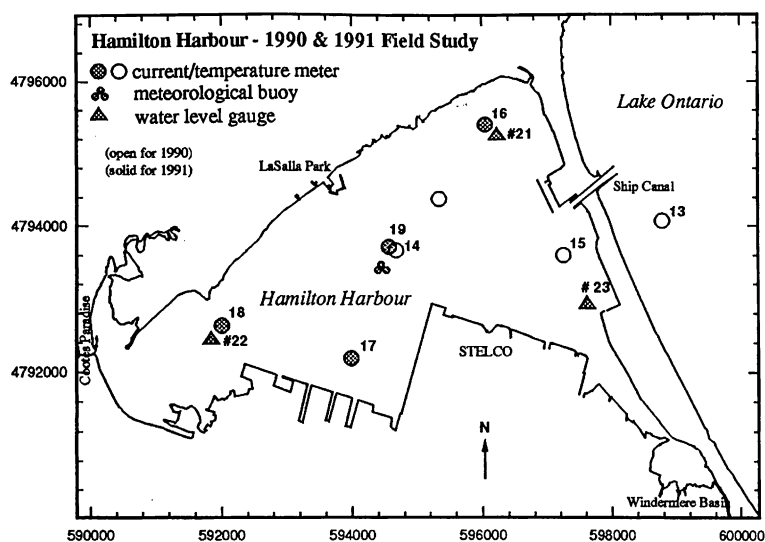 Hamilton Harbour - 1990 & 1991 Field Study
current/temperature meter
meteorological buoy
water level gauge
(open for 1990)
(solid for 1991)
4796000
4794000
4792000
Lake Ontario
16
#21
LaSalla Park
Ship Canal
13
19
14
15
# 23
Hamilton Harbour
18
#22
17
STELCO
Cootes Paradise
N
Windermere Basin
590000
592000
594000
596000
598000
600000